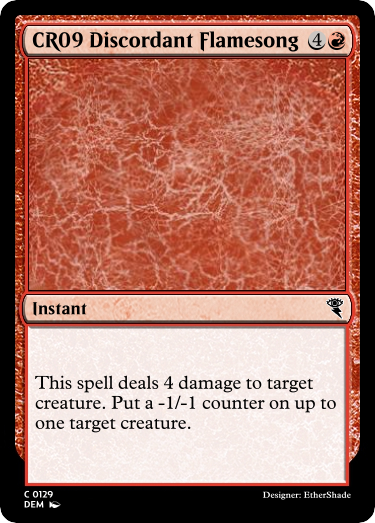 CR09 Discordant Flamesong 4
Instant
This spell deals 4 damage to target
creature. Put a -1/-1 counter on up to
one target creature.
C 0129
DEM
Designer: EtherShade